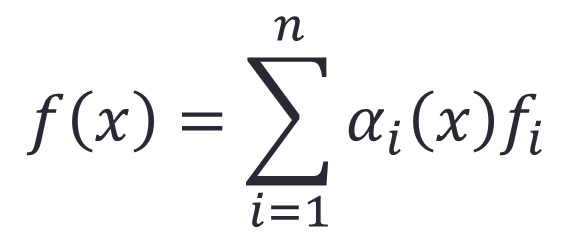 f(x) = ∑_{i=1}^{n} α_i(x)f_i